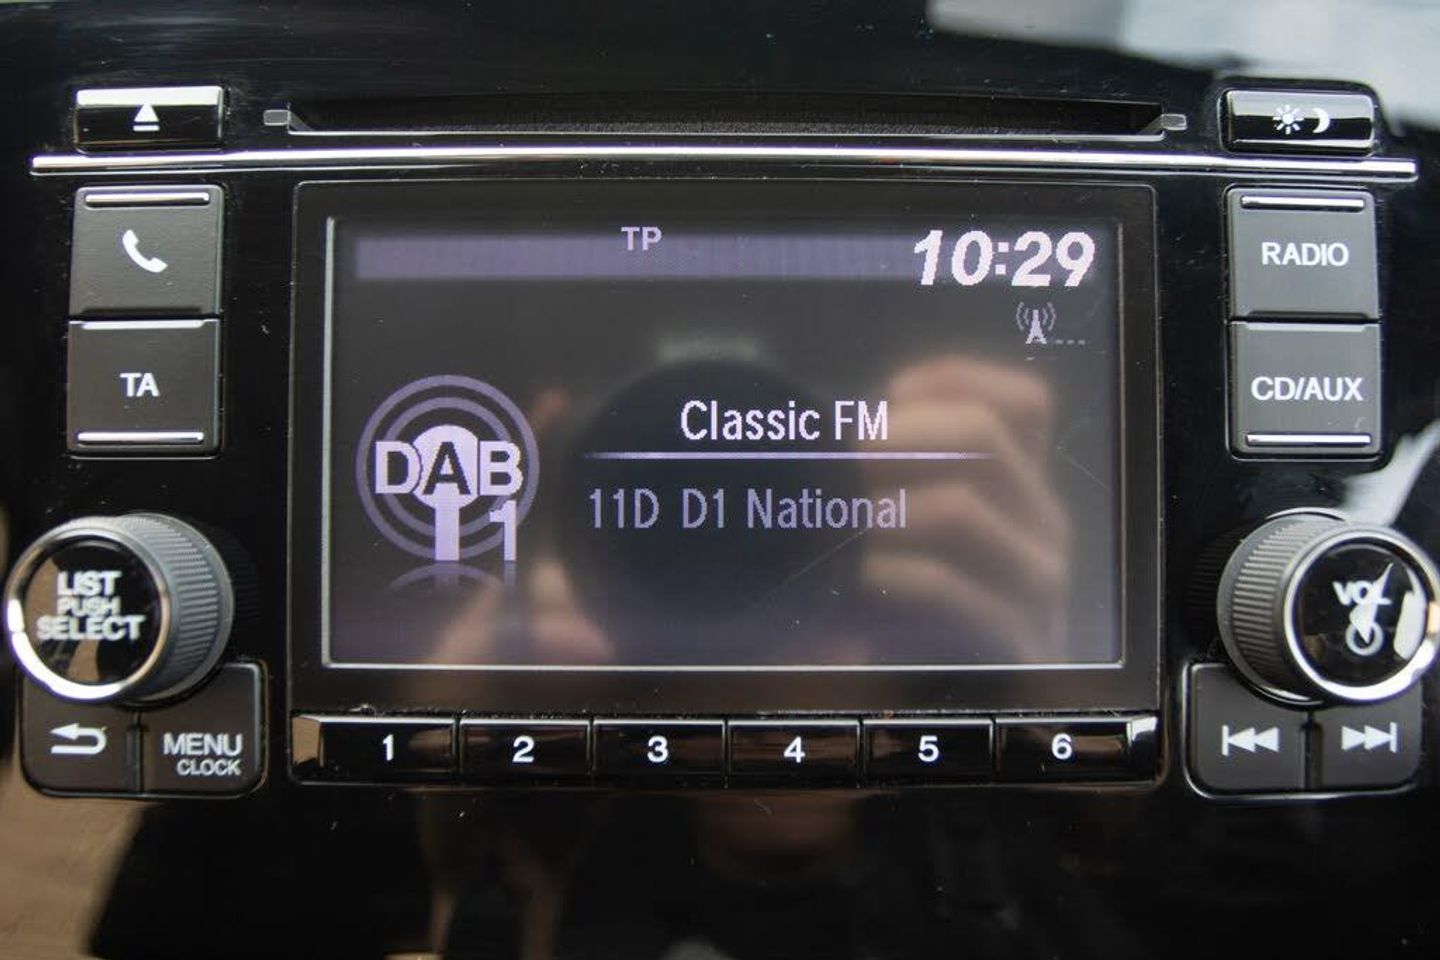 TP
10:29
RADIO
TA
CD/AUX
Classic FM
DAB
1
11D D1 National
LIST
PUSH
SELECT
VOL
MENU
CLOCK
1 2 3 4 5 6